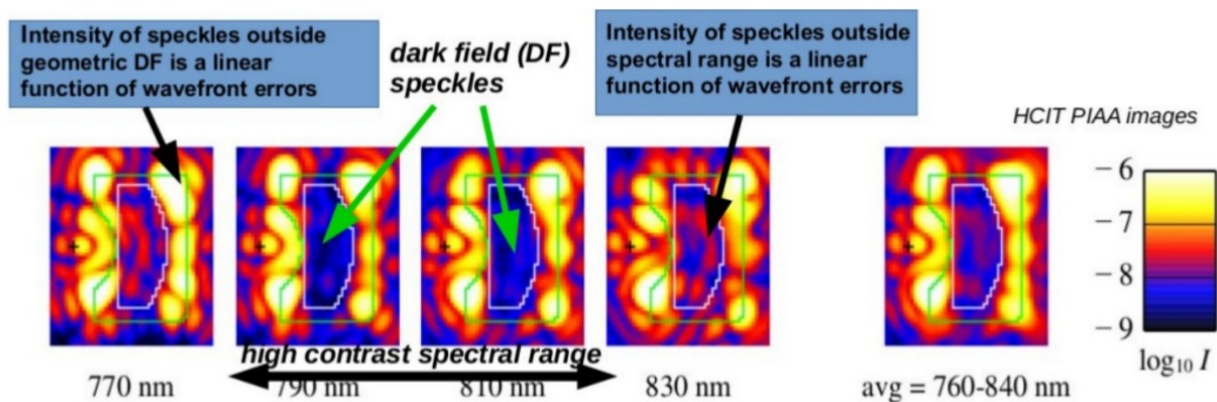 Intensity of speckles outside
geometric DF is a linear
function of wavefront errors
dark field (DF)
speckles
Intensity of speckles outside
spectral range is a linear
function of wavefront errors
HCIT PIAA images
high contrast spectral range
770 nm
790 nm
810 nm
830 nm
avg = 760-840 nm
−6
−7
−8
−9
log₁₀ I